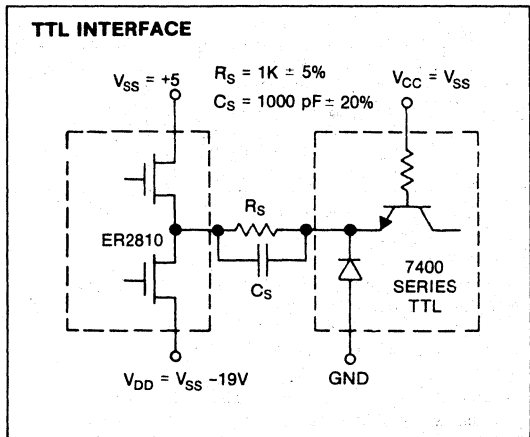 TTL INTERFACE
V_SS = +5
R_S = 1K ± 5%
C_S = 1000 pF ± 20%
V_CC = V_SS
ER2810
R_S
C_S
7400
SERIES
TTL
V_DD = V_SS -19V
GND